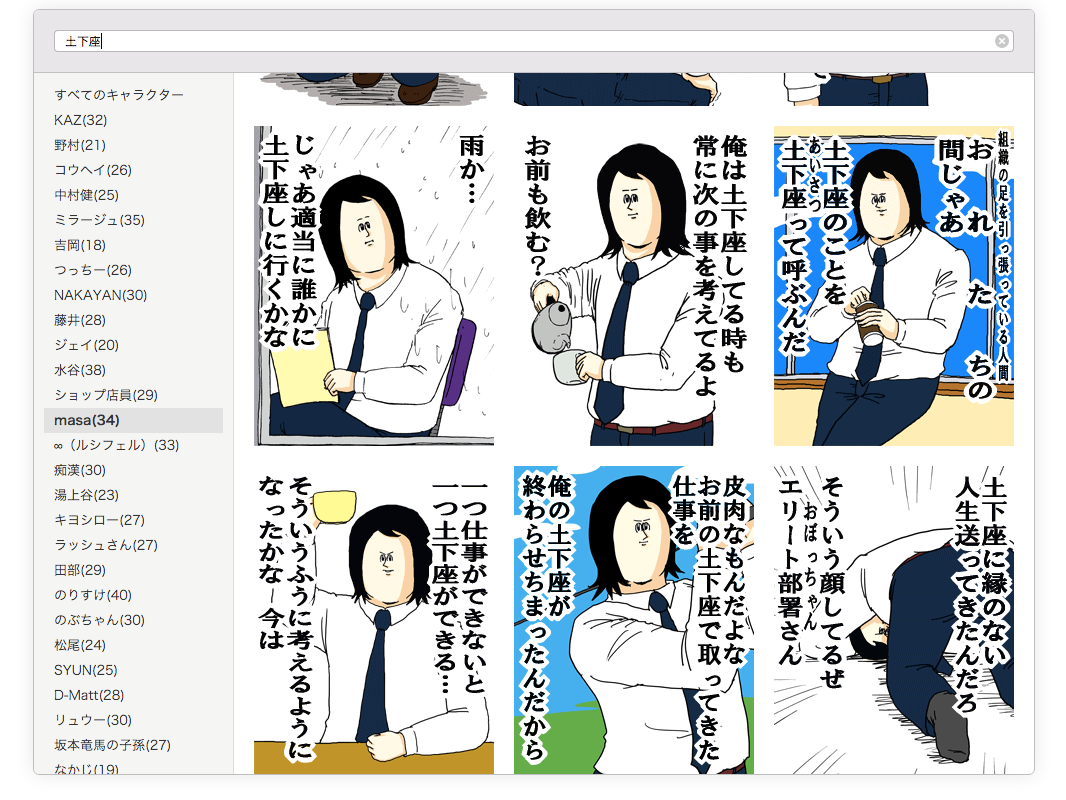 土下座
すべてのキャラクター
KAZ(32)
野村(21)
コウヘイ(26)
中村健(25)
ミラージュ(35)
吉岡(18)
つっちー(26)
NAKAYAN(30)
藤井(28)
ジェイ(20)
水谷(38)
ショップ店員(29)
masa(34)
∞（ルシフェル）(33)
痴漢(30)
湯上谷(23)
キヨシロー(27)
ラッシュさん(27)
田部(29)
のりすけ(40)
のぶちゃん(30)
松尾(24)
SYUN(25)
D-Matt(28)
リュウー(30)
坂本竜馬の子孫(27)
なかじ(19)
雨か…
じゃあ適当に誰かに
土下座しに行くかな
俺は土下座してる時も
常に次の事を考えてるよ
お前も飲む？
組織の足を引っ張っている人間
おれたちの
間じゃあ
土下座のことを
あいさつ
土下座って呼ぶんだ
一つ仕事ができないと
一つ土下座ができる…
そういうふうに考えるように
なったかな－今は
皮肉なもんだよな
お前の土下座で取ってきた
仕事を
俺の土下座が
終わらせちまったんだから
土下座に縁のない
人生送ってきたんだろ
そういう顔してるぜ
おぼっちゃん
エリート部署さん